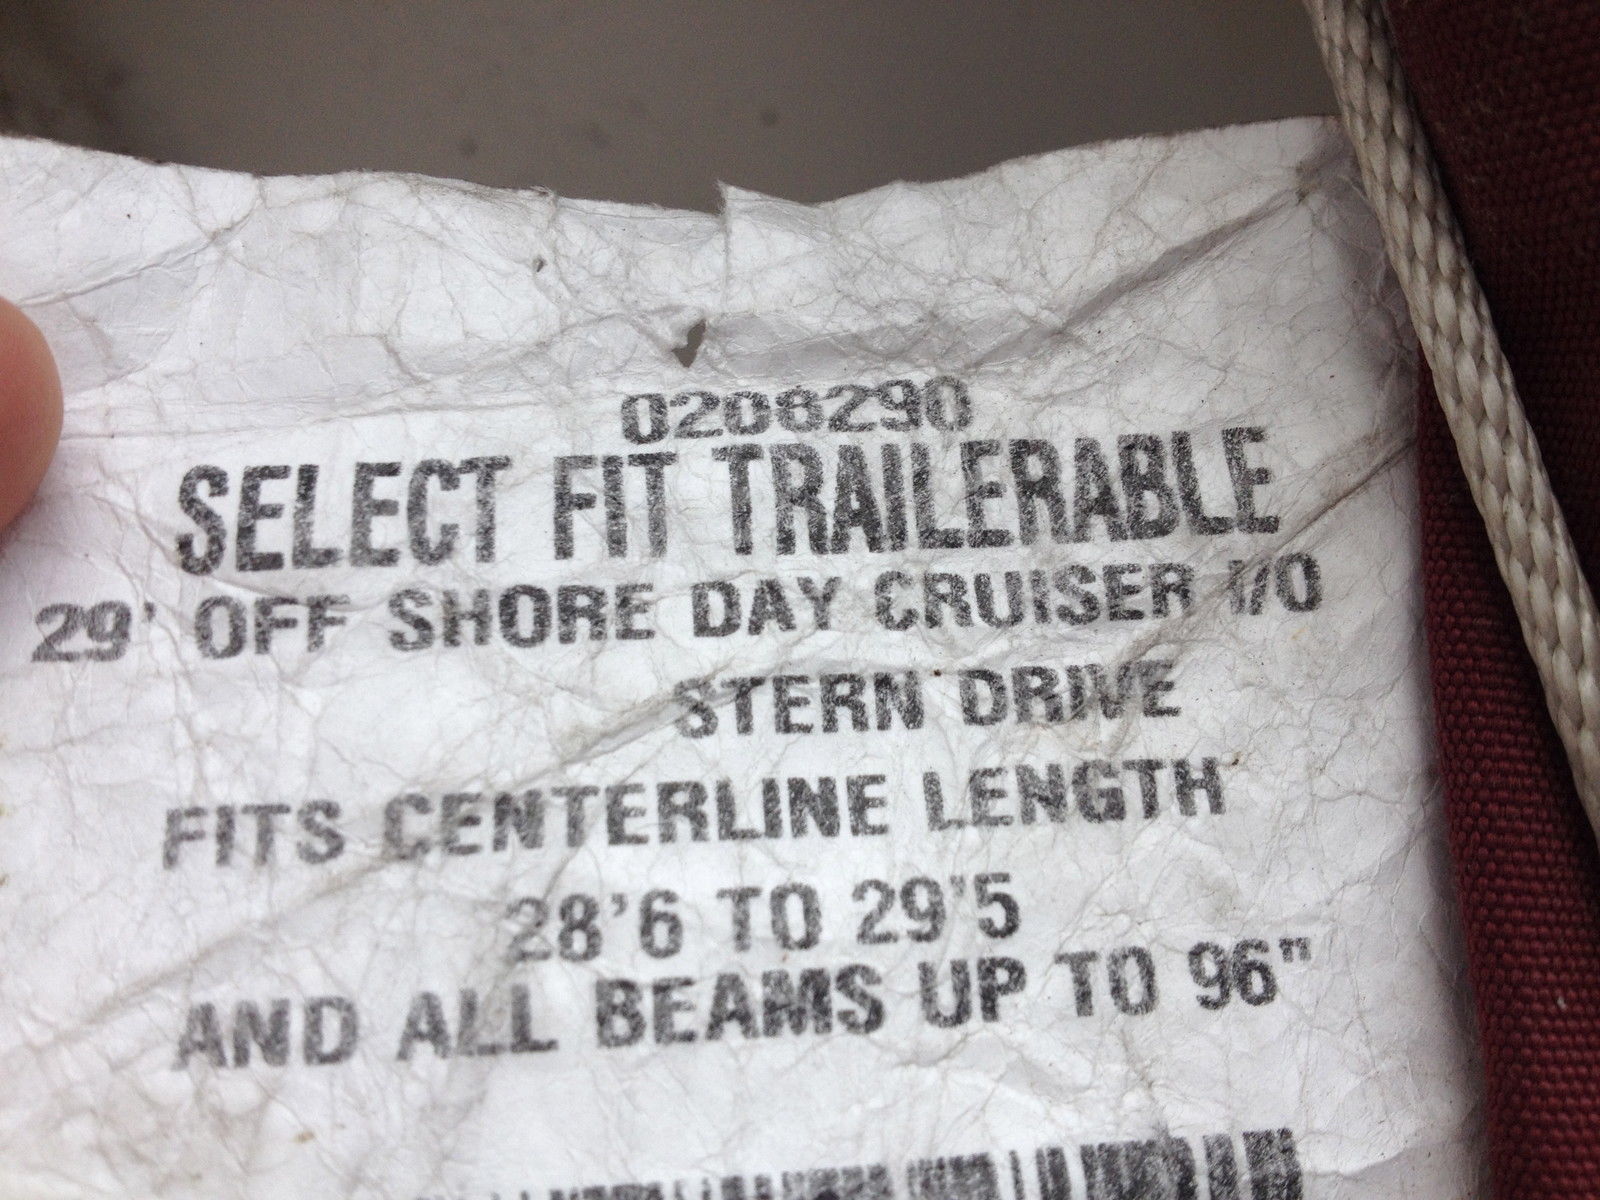 0208290
SELECT FIT TRAILERABLE
29' OFF SHORE DAY CRUISER I/O
STERN DRIVE
FITS CENTERLINE LENGTH
28'6 TO 29'5
AND ALL BEAMS UP TO 96"